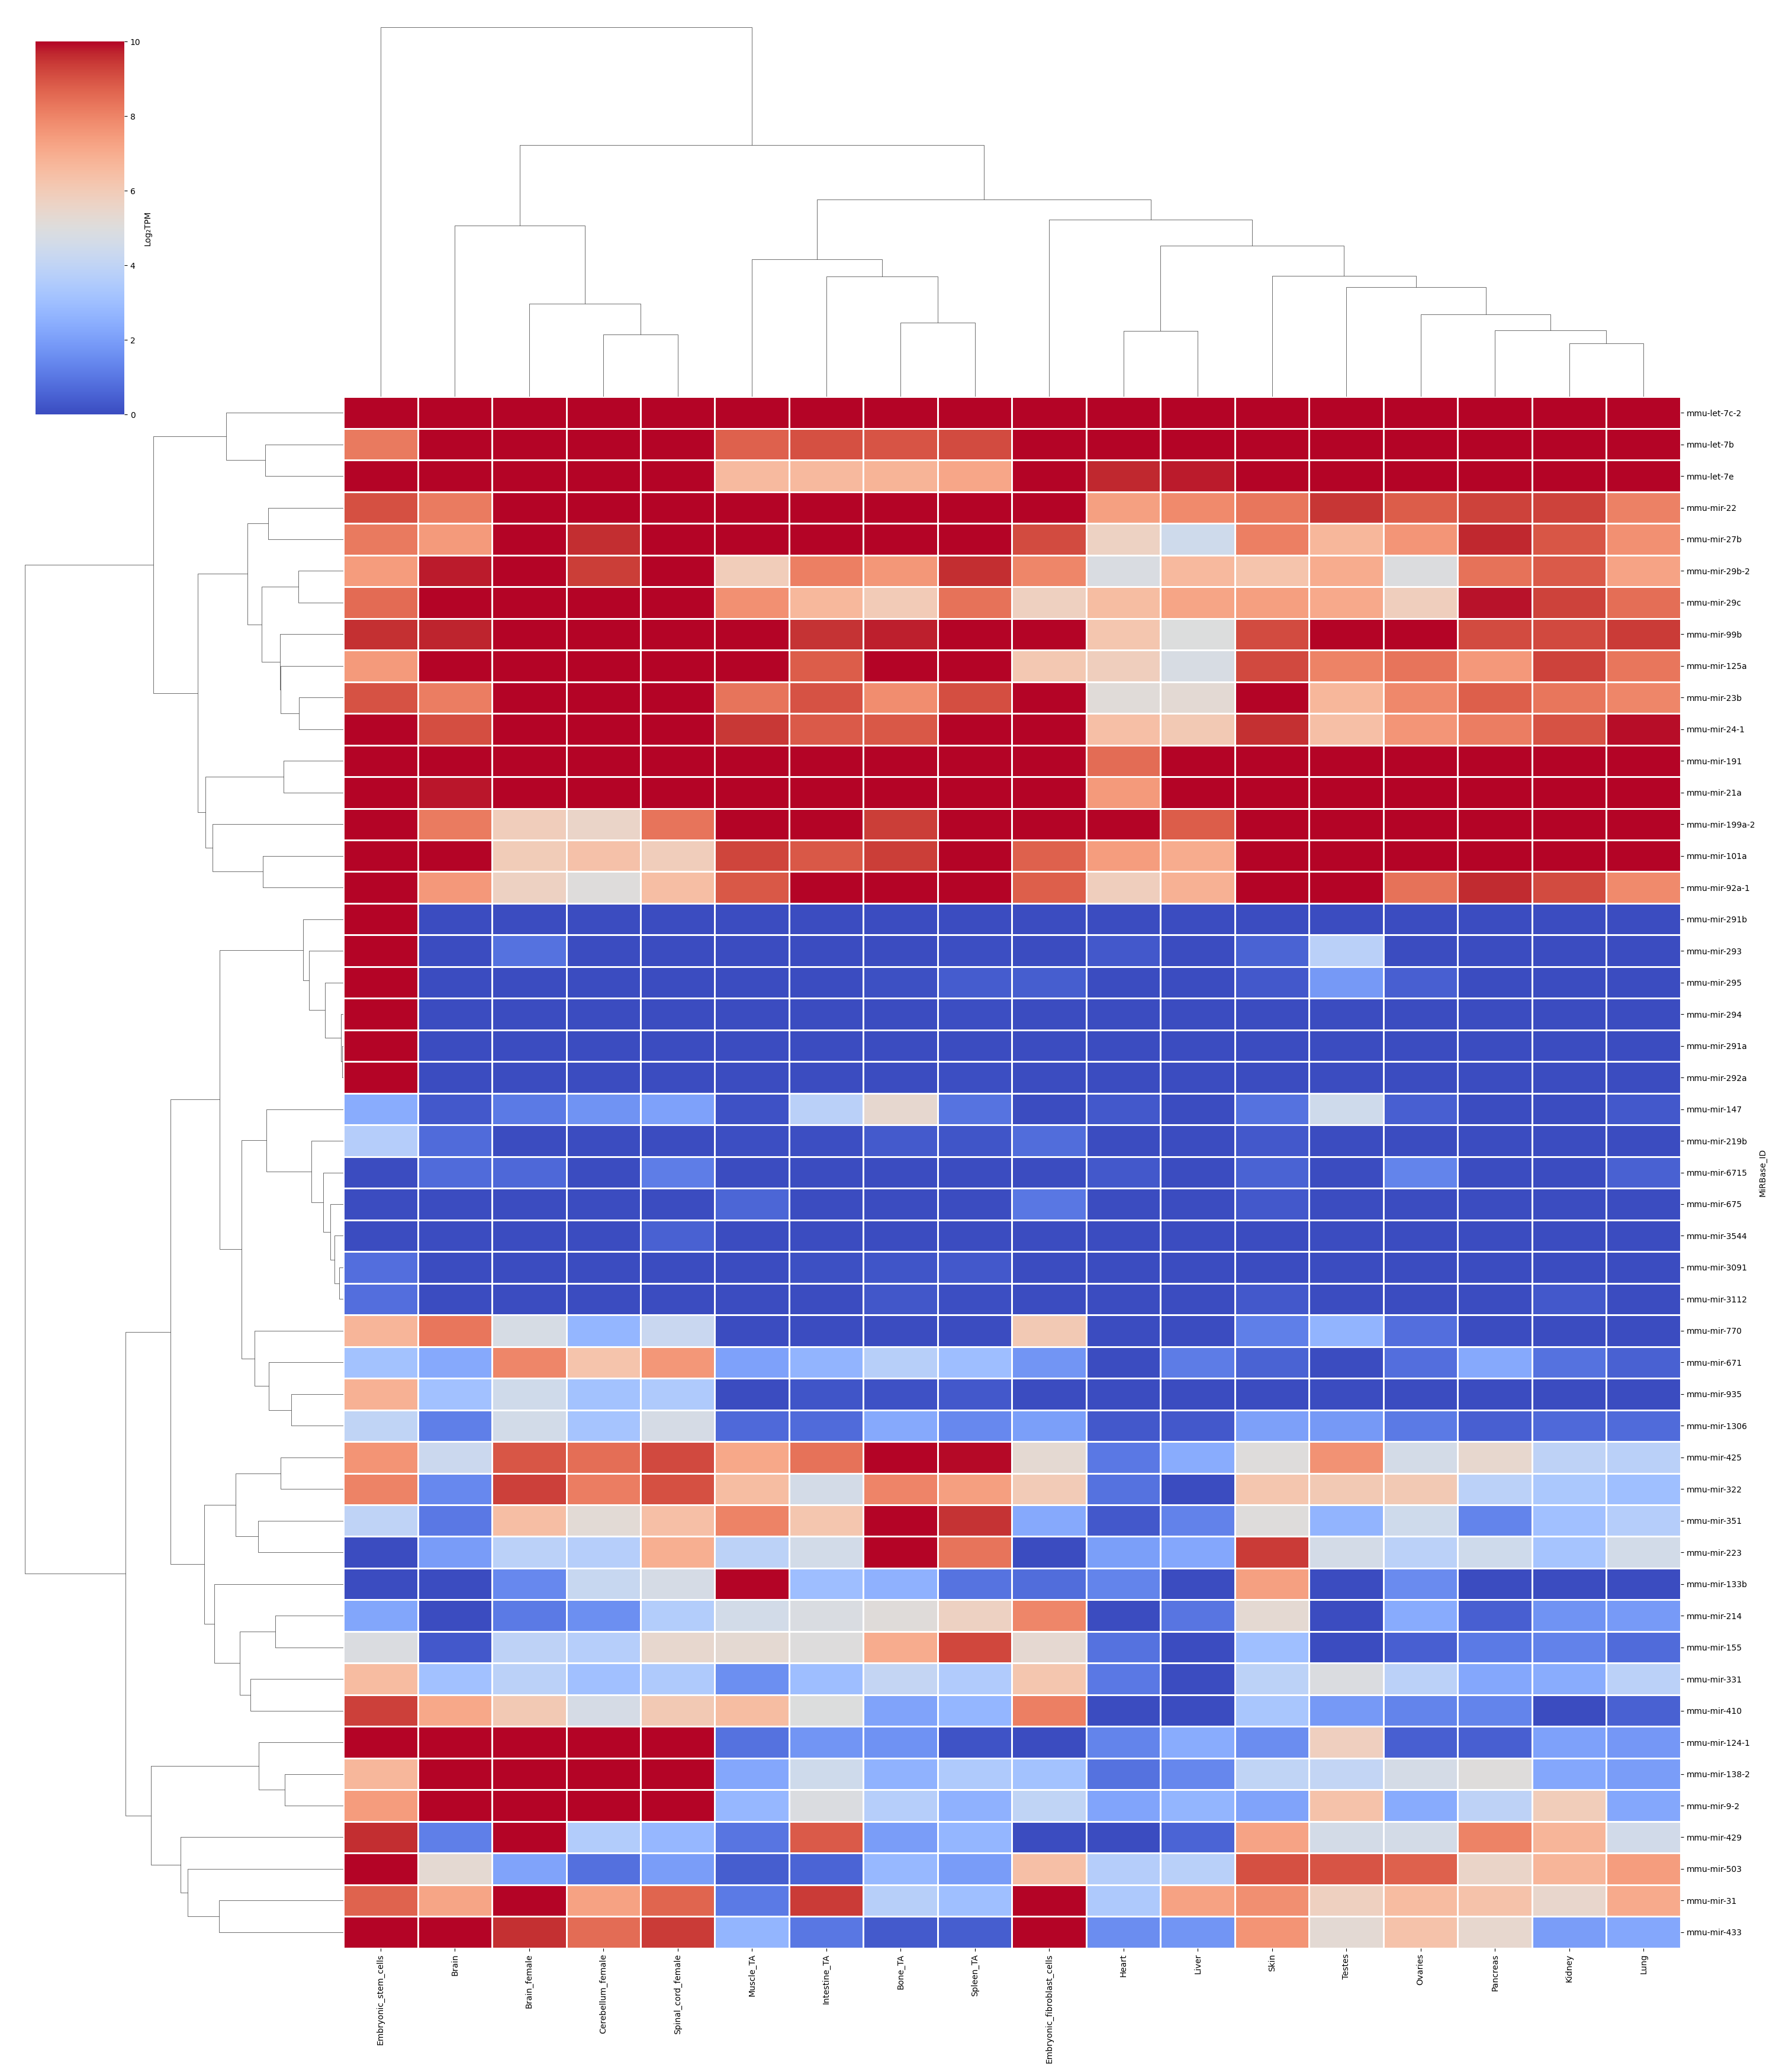 10
8
6
4
2
0
Log₂TPM
mmu-let-7c-2
mmu-let-7b
mmu-let-7e
mmu-mir-22
mmu-mir-27b
mmu-mir-29b-2
mmu-mir-29c
mmu-mir-99b
mmu-mir-125a
mmu-mir-23b
mmu-mir-24-1
mmu-mir-191
mmu-mir-21a
mmu-mir-199a-2
mmu-mir-101a
mmu-mir-92a-1
mmu-mir-291b
mmu-mir-293
mmu-mir-295
mmu-mir-294
mmu-mir-291a
mmu-mir-292a
mmu-mir-147
mmu-mir-219b
mmu-mir-6715
mmu-mir-675
mmu-mir-3544
mmu-mir-3091
mmu-mir-3112
mmu-mir-770
mmu-mir-671
mmu-mir-935
mmu-mir-1306
mmu-mir-425
mmu-mir-322
mmu-mir-351
mmu-mir-223
mmu-mir-133b
mmu-mir-214
mmu-mir-155
mmu-mir-331
mmu-mir-410
mmu-mir-124-1
mmu-mir-138-2
mmu-mir-9-2
mmu-mir-429
mmu-mir-503
mmu-mir-31
mmu-mir-433
MiRBase_ID
Embryonic_stem_cells
Brain
Brain_female
Cerebellum_female
Spinal_cord_female
Muscle_TA
Intestine_TA
Bone_TA
Spleen_TA
Embryonic_fibroblast_cells
Heart
Liver
Skin
Testes
Ovaries
Pancreas
Kidney
Lung